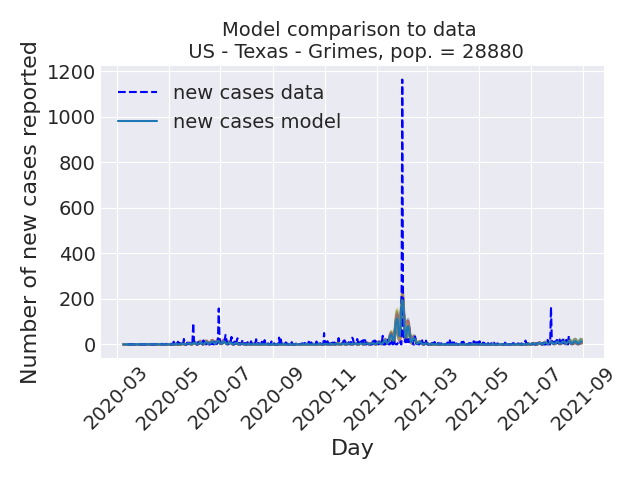 Model comparison to data
US - Texas - Grimes, pop. = 28880
Number of new cases reported
1200
1000
800
600
400
200
0
new cases data
new cases model
2020-03
2020-05
2020-07
2020-09
2020-11
2021-01
2021-03
2021-05
2021-07
2021-09
Day